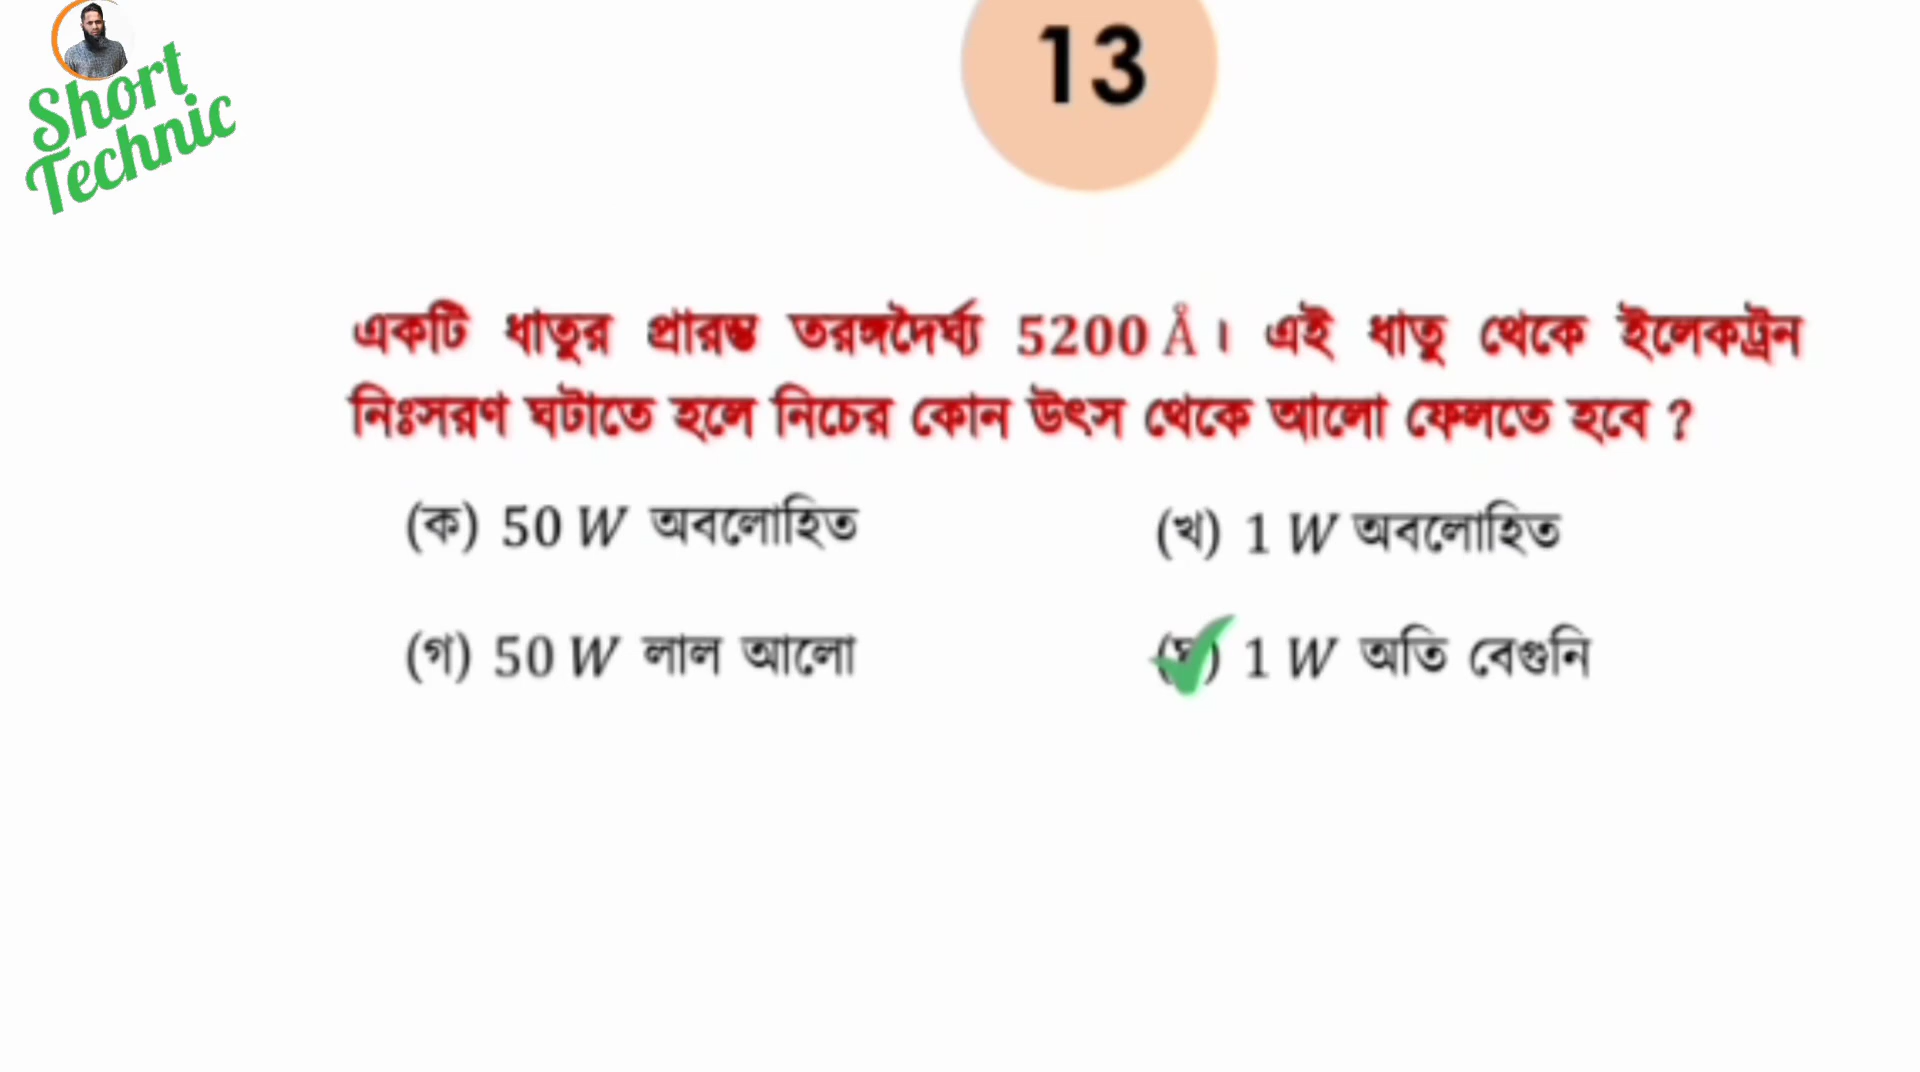 Short
Technic
13
একটি ধাতুর প্রারম্ভ তরঙ্গদৈর্ঘ্য 5200 Å। এই ধাতু থেকে ইলেকট্রন
নিঃসরণ ঘটাতে হলে নিচের কোন উৎস থেকে আলো ফেলতে হবে ?
(ক) 50 W অবলোহিত (খ) 1 W অবলোহিত
(গ) 50 W লাল আলো (ঘ) 1 W অতি বেগুনি